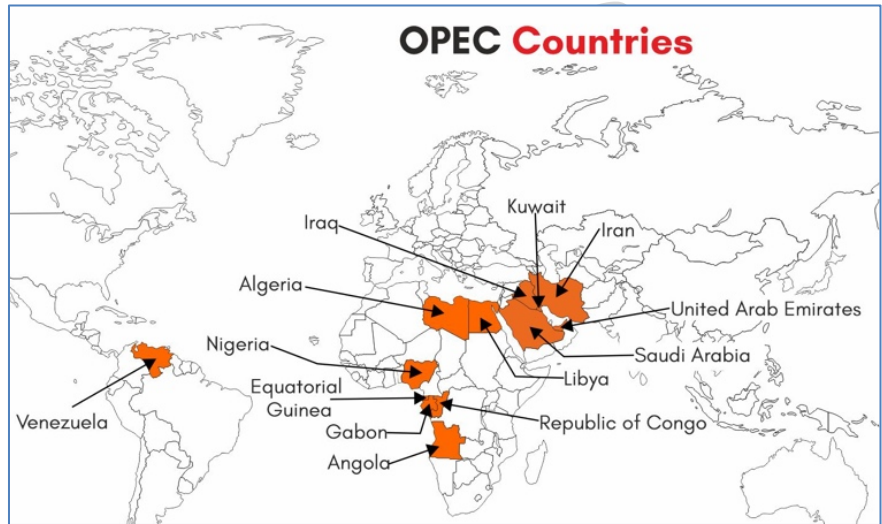 OPEC Countries
Kuwait
Iraq
Iran
Algeria
United Arab Emirates
Nigeria
Saudi Arabia
Libya
Equatorial
Guinea
Venezuela
Republic of Congo
Gabon
Angola